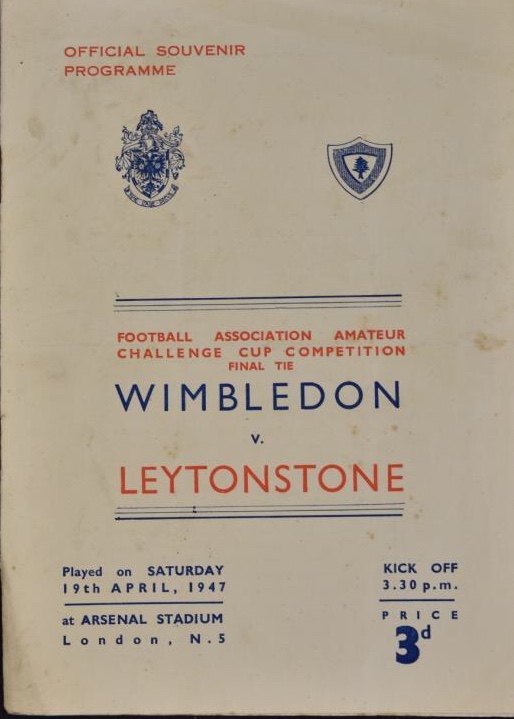 OFFICIAL SOUVENIR
PROGRAMME
FOOTBALL ASSOCIATION AMATEUR
CHALLENGE CUP COMPETITION
FINAL TIE
WIMBLEDON
v.
LEYTONSTONE
Played on SATURDAY
19th APRIL, 1947
at ARSENAL STADIUM
London, N.5
KICK OFF
3.30 p.m.
PRICE
3d